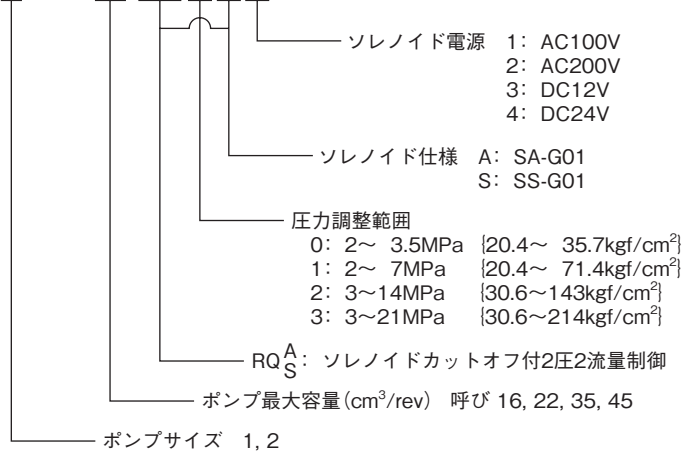 ソレノイド電源 1: AC100V
2: AC200V
3: DC12V
4: DC24V
ソレノイド仕様 A: SA-G01
S: SS-G01
圧力調整範囲
0: 2～ 3.5MPa {20.4～ 35.7kgf/cm²}
1: 2～ 7MPa {20.4～ 71.4kgf/cm²}
2: 3～14MPa {30.6～143kgf/cm²}
3: 3～21MPa {30.6～214kgf/cm²}
RQ A/S: ソレノイドカットオフ付2圧2流量制御
ポンプ最大容量(cm³/rev) 呼び 16, 22, 35, 45
ポンプサイズ 1, 2